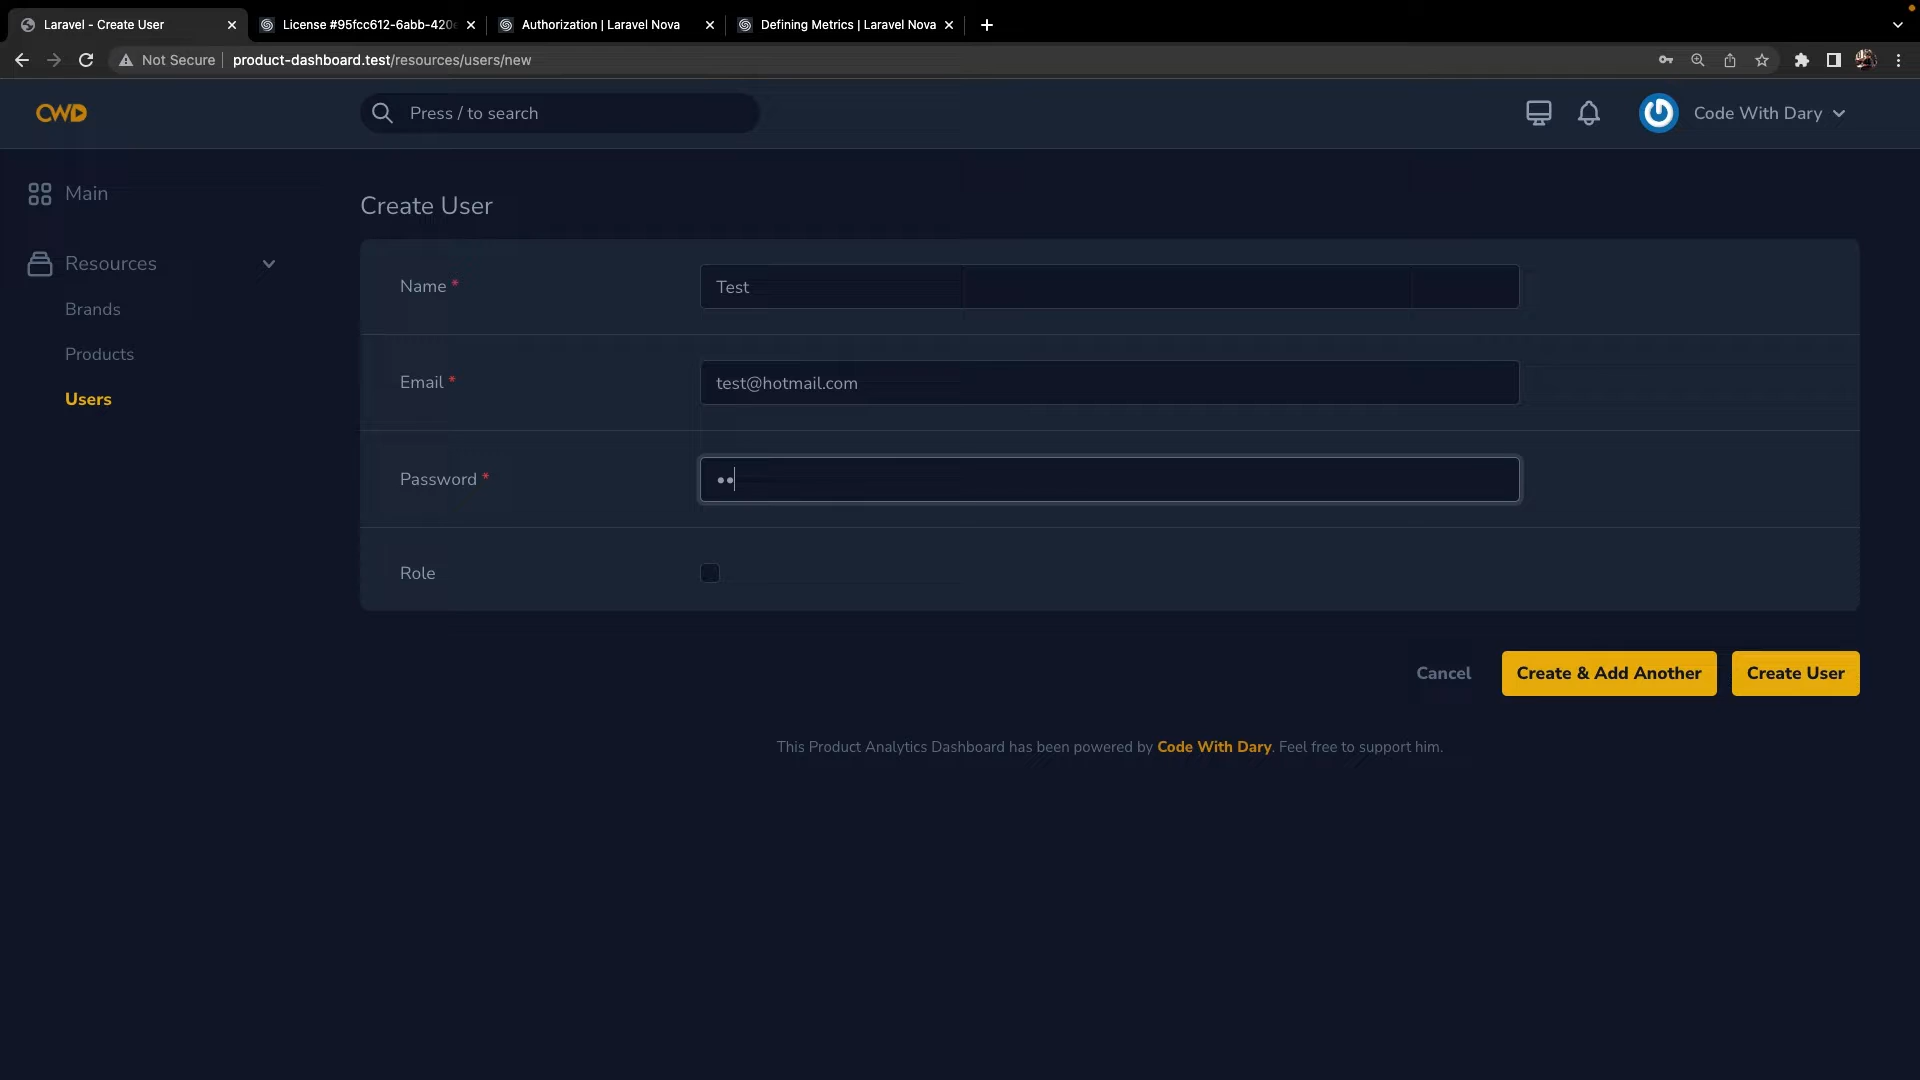 Laravel - Create User
License #95fcc612-6abb-420e
Authorization | Laravel Nova
Defining Metrics | Laravel Nova
Not Secure
product-dashboard.test/resources/users/new
CWD
Press / to search
Code With Dary
Main
Resources
Brands
Products
Users
Create User
Name *
Test
Email *
test@hotmail.com
Password *
••
Role
Cancel
Create & Add Another
Create User
This Product Analytics Dashboard has been powered by Code With Dary. Feel free to support him.